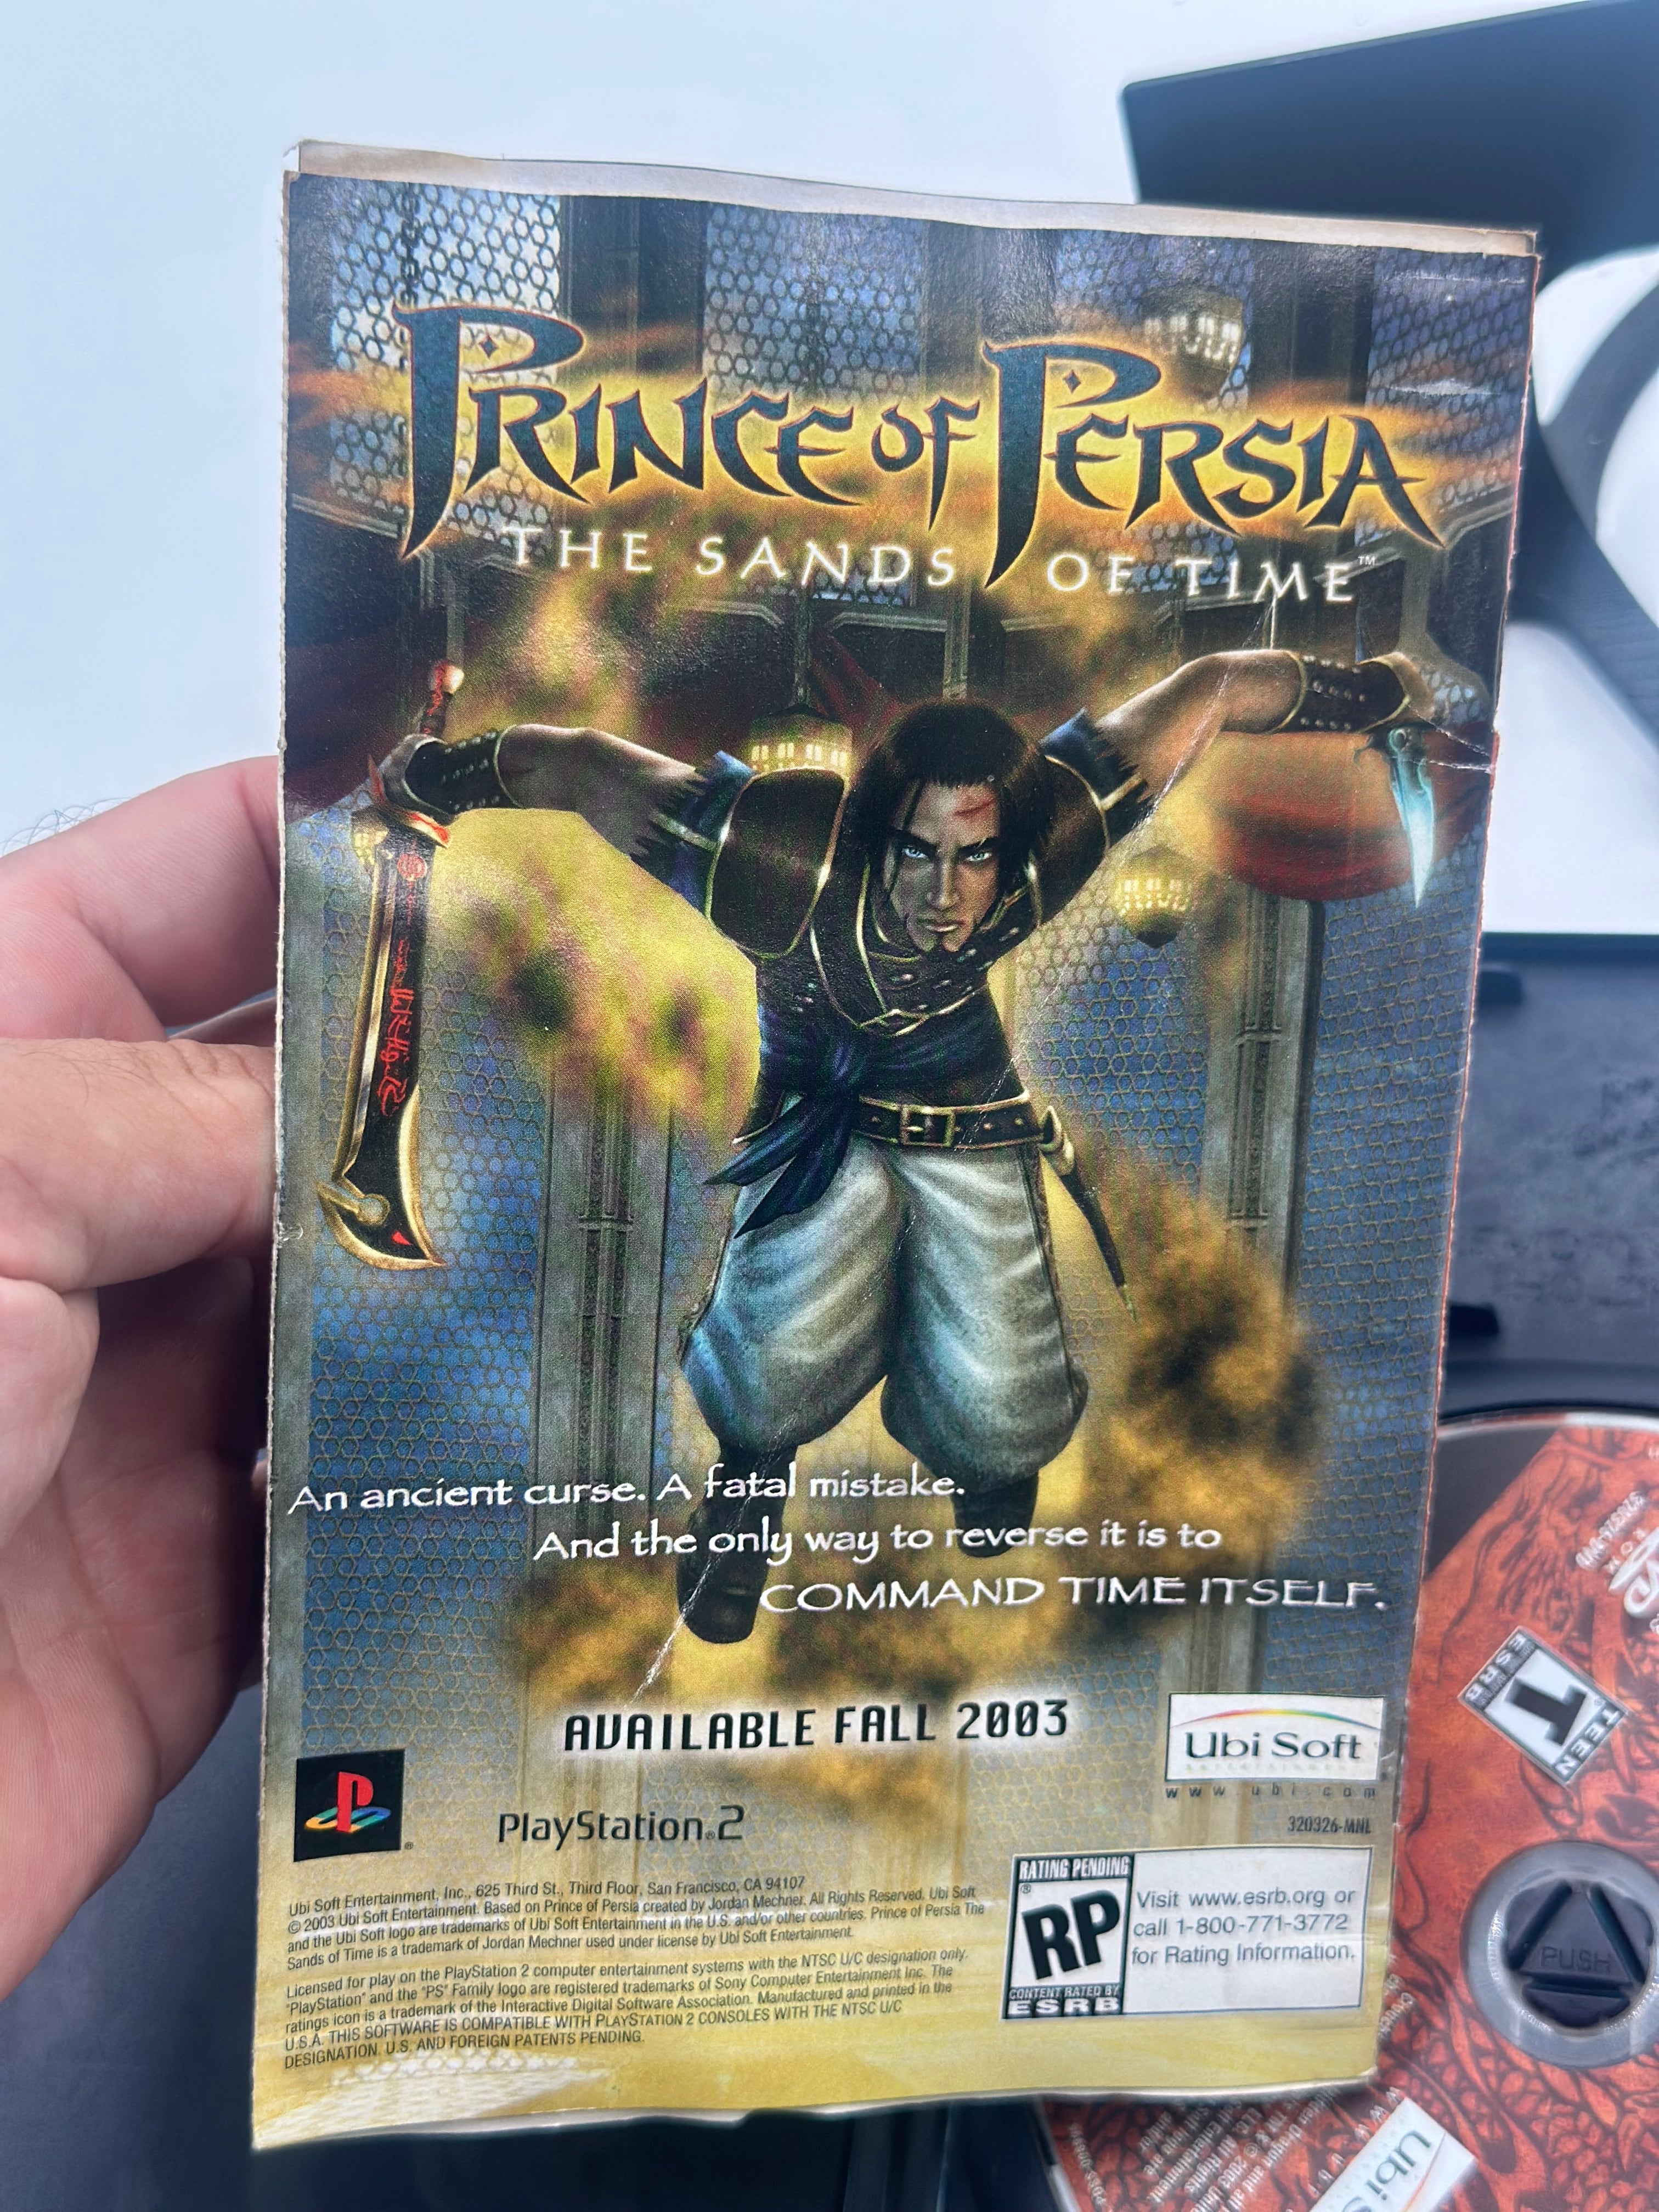 PRINCE OF PERSIA
THE SANDS OF TIME™
An ancient curse. A fatal mistake.
And the only way to reverse it is to
COMMAND TIME ITSELF.
AVAILABLE FALL 2003
Ubi Soft
www.ubi.com
320326-MNL
PlayStation®2
Ubi Soft Entertainment, Inc., 625 Third St., Third Floor, San Francisco, CA 94107
© 2003 Ubi Soft Entertainment. Based on Prince of Persia created by Jordan Mechner. All Rights Reserved. Ubi Soft
and the Ubi Soft logo are trademarks of Ubi Soft Entertainment in the U.S. and/or other countries. Prince of Persia The
Sands of Time is a trademark of Jordan Mechner used under license by Ubi Soft Entertainment.
Licensed for play on the PlayStation 2 computer entertainment systems with the NTSC U/C designation only.
"PlayStation" and the "PS" Family logo are registered trademarks of Sony Computer Entertainment Inc. The
ratings icon is a trademark of the Interactive Digital Software Association. Manufactured and printed in the
U.S.A. THIS SOFTWARE IS COMPATIBLE WITH PLAYSTATION 2 CONSOLES WITH THE NTSC U/C
DESIGNATION. U.S. AND FOREIGN PATENTS PENDING.
RATING PENDING
®
RP
CONTENT RATED BY
ESRB
Visit www.esrb.org or
call 1-800-771-3772
for Rating Information.
TEEN
T
ESRB
PUSH
Ubi S